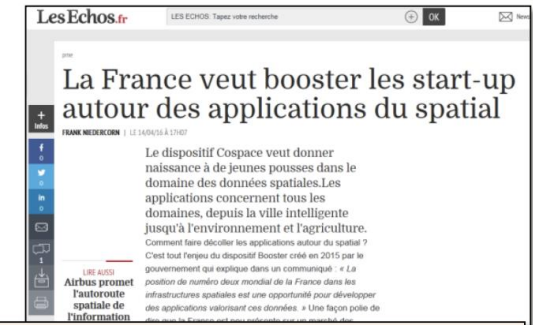 LesEchos.fr
LES ECHOS: Tapez votre recherche
OK
News
La France veut booster les start-up
autour des applications du spatial
+
Infos
FRANK NIEDERCORN | LE 14/04/16 À 17H07
Le dispositif Cospace veut donner
naissance à de jeunes pousses dans le
domaine des données spatiales.Les
applications concernent tous les
domaines, depuis la ville intelligente
jusqu'à l'environnement et l'agriculture.
Comment faire décoller les applications autour du spatial ?
C'est tout l'enjeu du dispositif Booster créé en 2015 par le
gouvernement qui explique dans un communiqué : « La
position de numéro deux mondial de la France dans les
infrastructures spatiales est une opportunité pour développer
des applications valorisant ces données. » Une façon polie de
f
0
0
in
0
1
LIRE AUSSI
Airbus promet
l'autoroute
spatiale de
l'information